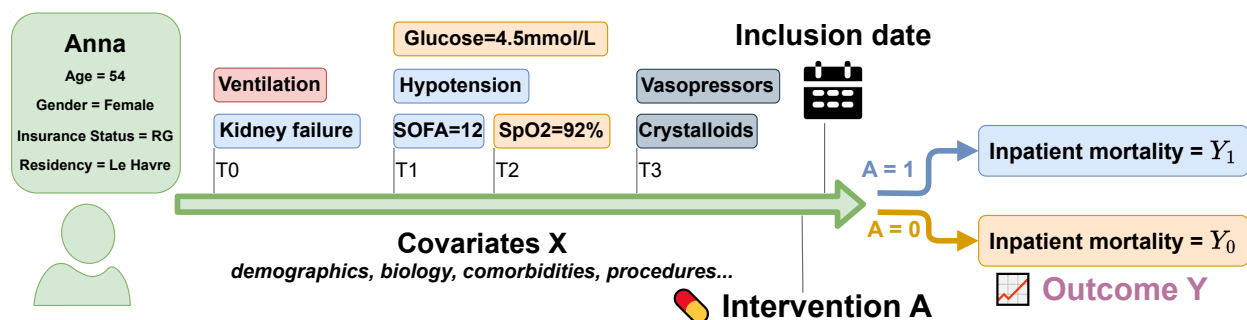 Anna
Age = 54
Gender = Female
Insurance Status = RG
Residency = Le Havre
Glucose=4.5mmol/L
Ventilation
Hypotension
Vasopressors
Kidney failure
SOFA=12
SpO2=92%
Crystalloids
T0
T1
T2
T3
Inclusion date
A = 1
A = 0
Inpatient mortality = Y₁
Inpatient mortality = Y₀
Covariates X
demographics, biology, comorbidities, procedures...
Intervention A
Outcome Y